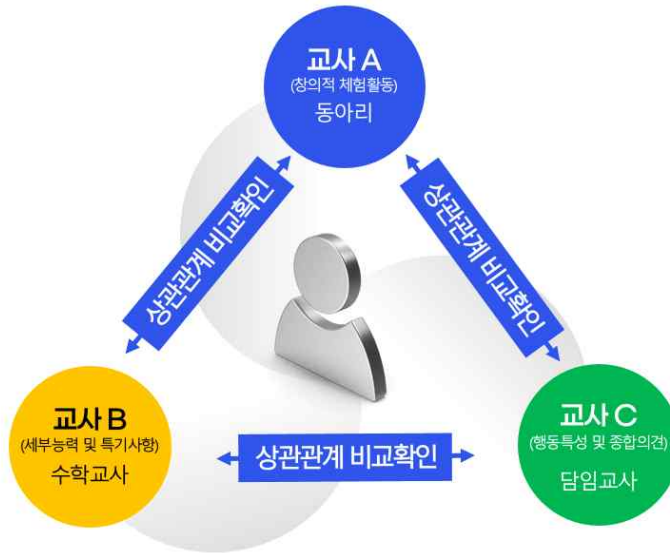 교사 A
(창의적 체험활동)
동아리
상관관계 비교확인
상관관계 비교확인
교사 B
(세부능력 및 특기사항)
수학교사
상관관계 비교확인
교사 C
(행동특성 및 종합의견)
담임교사